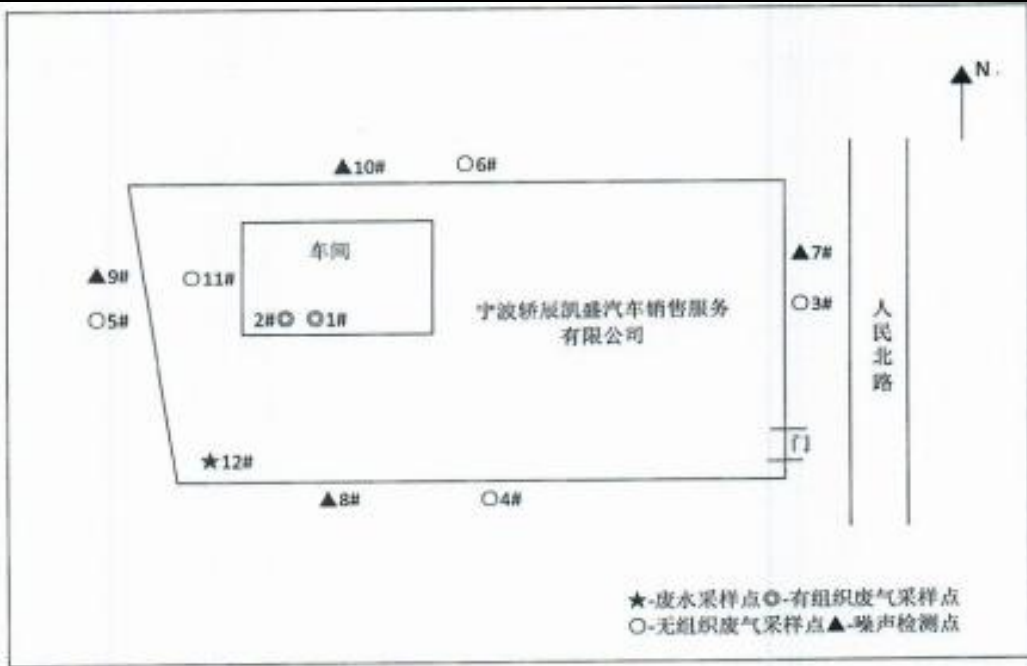 N
▲10# ○6#
车间
▲7#
▲9#
○11#
○3#
宁波轿辰凯盛汽车销售服务
有限公司
○5#
2#◎ ◎1#
人民北路
门
★12#
▲8# ○4#
★-废水采样点◎-有组织废气采样点
○-无组织废气采样点▲-噪声检测点